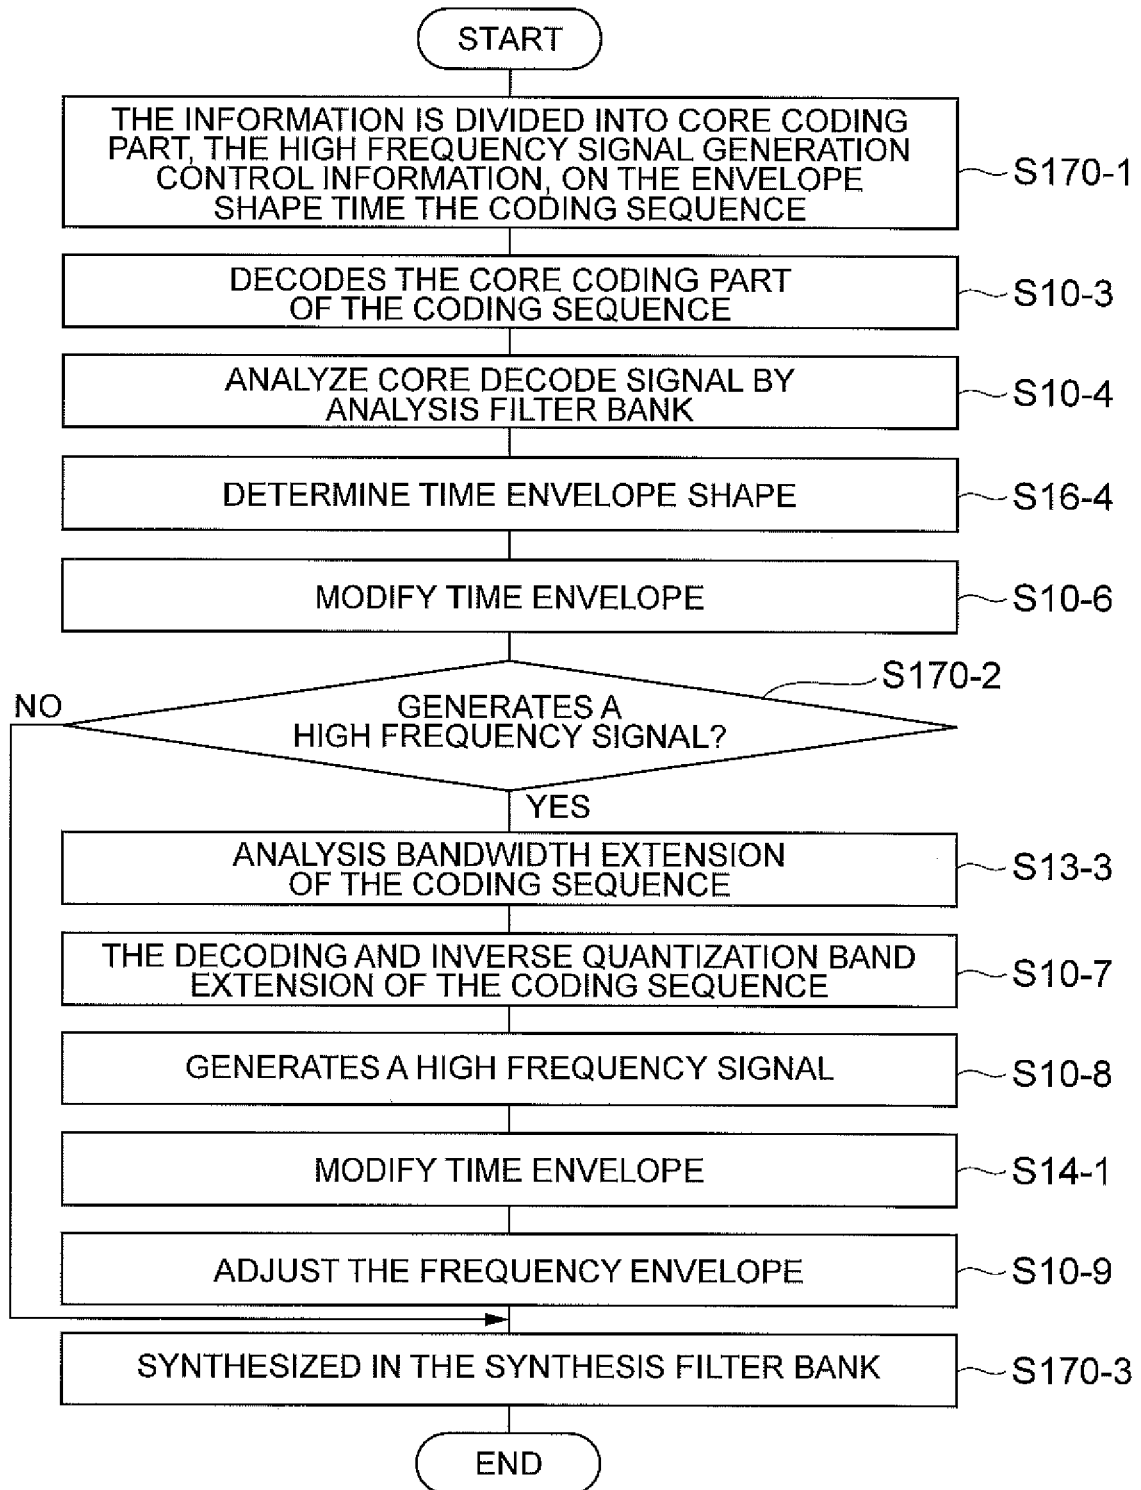 START
THE INFORMATION IS DIVIDED INTO CORE CODING
PART, THE HIGH FREQUENCY SIGNAL GENERATION
CONTROL INFORMATION, ON THE ENVELOPE
SHAPE TIME THE CODING SEQUENCE
S170-1
DECODES THE CORE CODING PART
OF THE CODING SEQUENCE
S10-3
ANALYZE CORE DECODE SIGNAL BY
ANALYSIS FILTER BANK
S10-4
DETERMINE TIME ENVELOPE SHAPE
S16-4
MODIFY TIME ENVELOPE
S10-6
S170-2
NO
GENERATES A
HIGH FREQUENCY SIGNAL?
YES
ANALYSIS BANDWIDTH EXTENSION
OF THE CODING SEQUENCE
S13-3
THE DECODING AND INVERSE QUANTIZATION BAND
EXTENSION OF THE CODING SEQUENCE
S10-7
GENERATES A HIGH FREQUENCY SIGNAL
S10-8
MODIFY TIME ENVELOPE
S14-1
ADJUST THE FREQUENCY ENVELOPE
S10-9
SYNTHESIZED IN THE SYNTHESIS FILTER BANK
S170-3
END